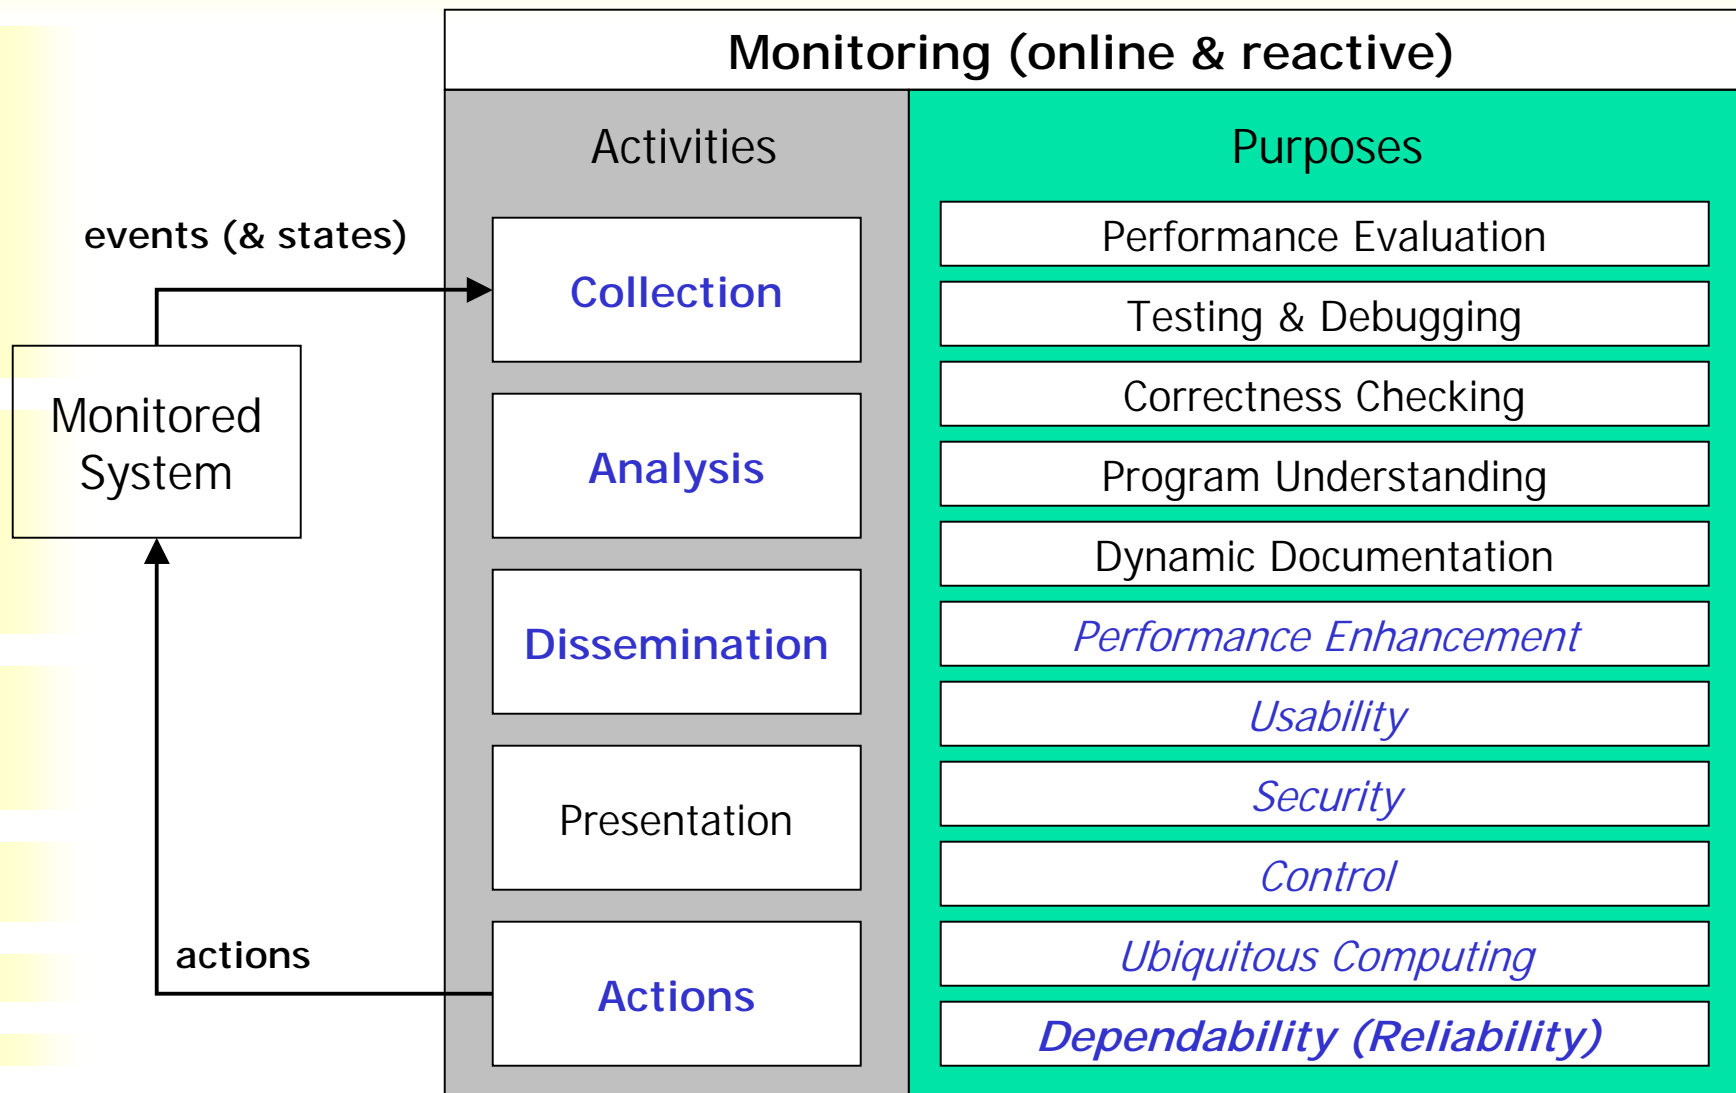 Monitoring (online & reactive)
Activities
Purposes
events (& states)
Monitored
System
actions
Collection
Analysis
Dissemination
Presentation
Actions
Performance Evaluation
Testing & Debugging
Correctness Checking
Program Understanding
Dynamic Documentation
Performance Enhancement
Usability
Security
Control
Ubiquitous Computing
Dependability (Reliability)